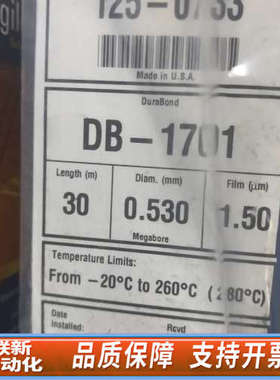 gil
125-0733
Made in U.S.A.
DuraBond
DB-1701
Length (m) Diam. (mm) Film (µm)
30 0.530 1.50
Megabore
Temperature Limits:
From -20°C to 260°C (280°C)
Date
Installed: Rcvd
联新
动化 品质保障 支持开票